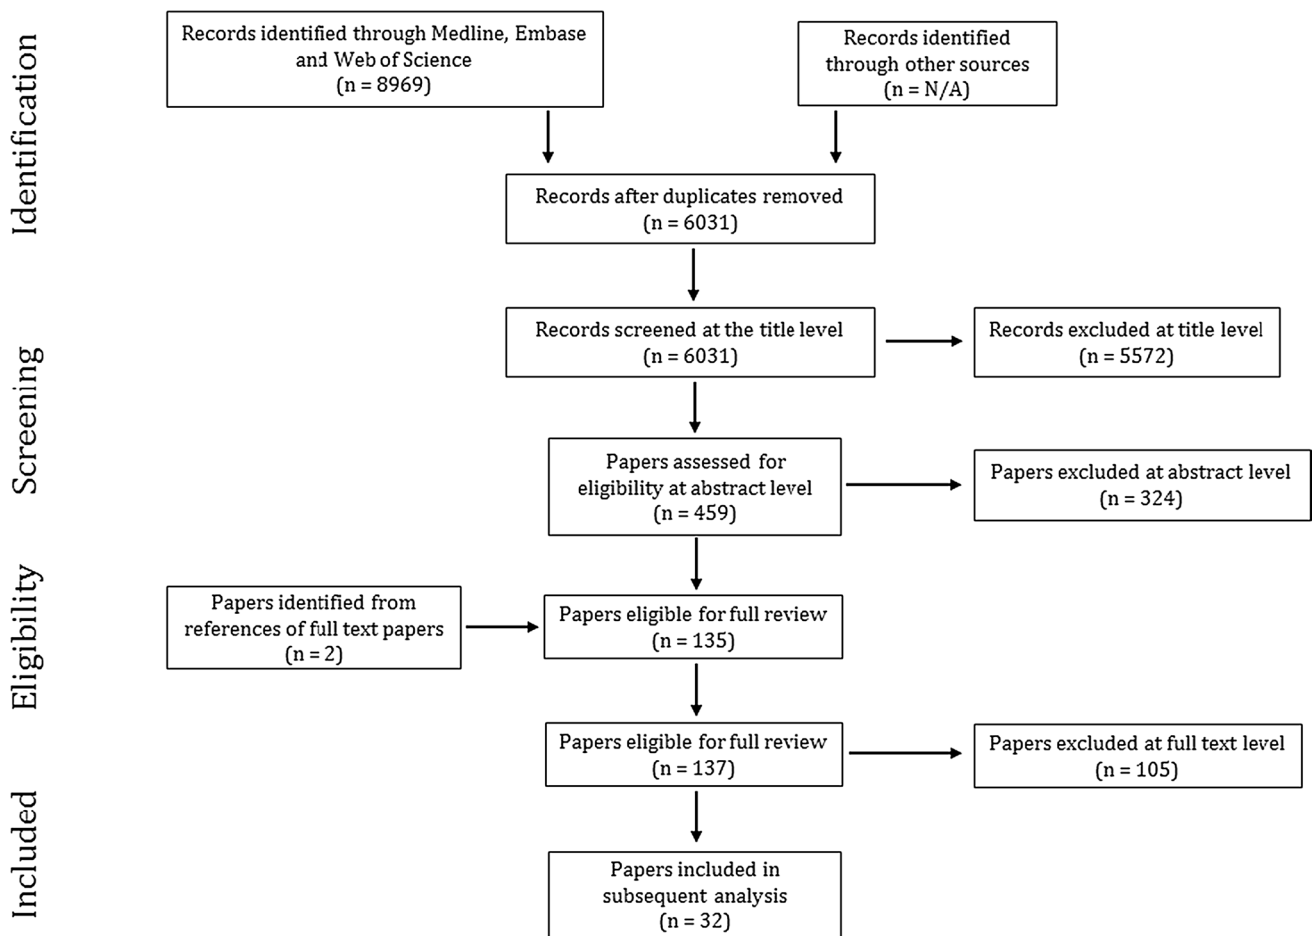 Identification
Records identified through Medline, Embase
and Web of Science
(n = 8969)
Records identified
through other sources
(n = N/A)
Records after duplicates removed
(n = 6031)
Screening
Records screened at the title level
(n = 6031)
Records excluded at title level
(n = 5572)
Papers assessed for
eligibility at abstract level
(n = 459)
Papers excluded at abstract level
(n = 324)
Eligibility
Papers identified from
references of full text papers
(n = 2)
Papers eligible for full review
(n = 135)
Papers eligible for full review
(n = 137)
Papers excluded at full text level
(n = 105)
Included
Papers included in
subsequent analysis
(n = 32)